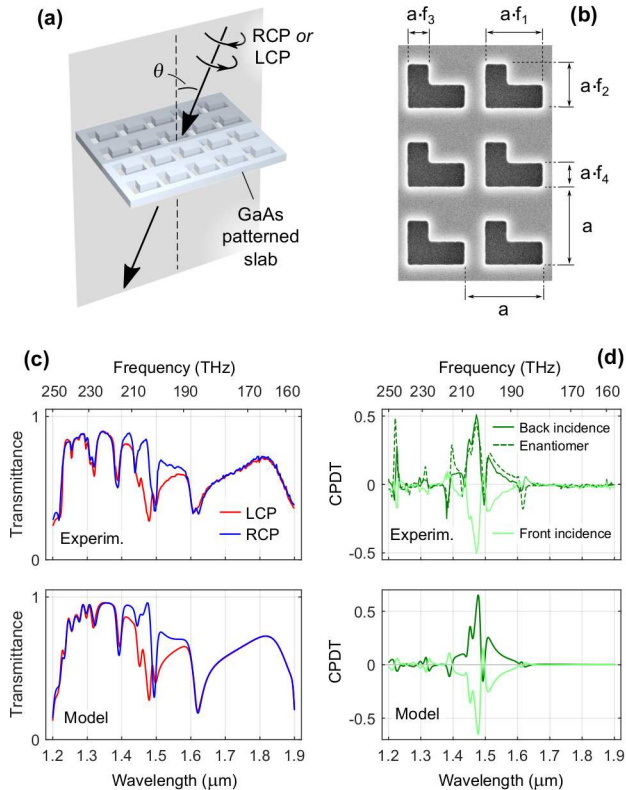 (a)
RCP or
LCP
θ
GaAs
patterned
slab
(b)
a·f3
a·f1
a·f2
a·f4
a
a
(c)
Frequency (THz)
250 230 210 190 170 160
Transmittance
1
0
LCP
RCP
Experim.
Transmittance
1
0
Model
1.2 1.3 1.4 1.5 1.6 1.7 1.8 1.9
Wavelength (μm)
(d)
Frequency (THz)
250 230 210 190 170 160
CPDT
0.5
0
-0.5
Back incidence
Enantiomer
Front incidence
Experim.
CPDT
0.5
0
-0.5
Model
1.2 1.3 1.4 1.5 1.6 1.7 1.8 1.9
Wavelength (μm)